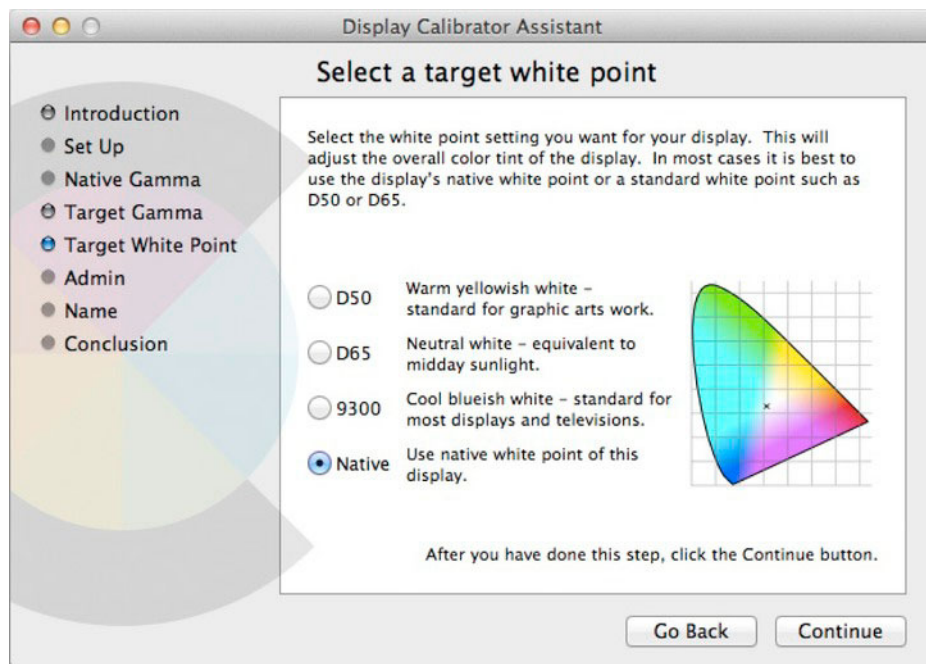 Display Calibrator Assistant
Select a target white point
Introduction
Set Up
Native Gamma
Target Gamma
Target White Point
Admin
Name
Conclusion
Select the white point setting you want for your display.  This will
adjust the overall color tint of the display.  In most cases it is best to
use the display's native white point or a standard white point such as
D50 or D65.
D50
Warm yellowish white –
standard for graphic arts work.
D65
Neutral white – equivalent to
midday sunlight.
9300
Cool blueish white – standard for
most displays and televisions.
Native
Use native white point of this
display.
After you have done this step, click the Continue button.
Go Back
Continue